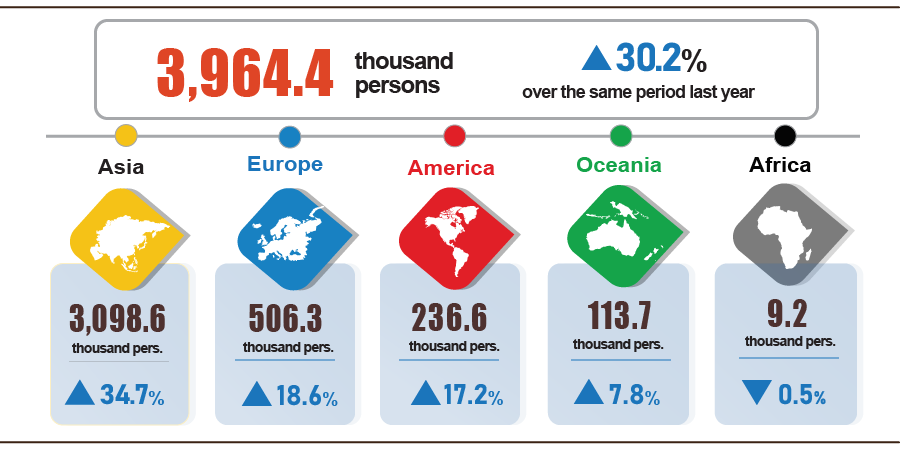 3,964.4
thousand
persons
▲30.2%
over the same period last year
Asia
Europe
America
Oceania
Africa
3,098.6
thousand pers.
▲34.7%
506.3
thousand pers.
▲18.6%
236.6
thousand pers.
▲17.2%
113.7
thousand pers.
▲7.8%
9.2
thousand pers.
▼0.5%